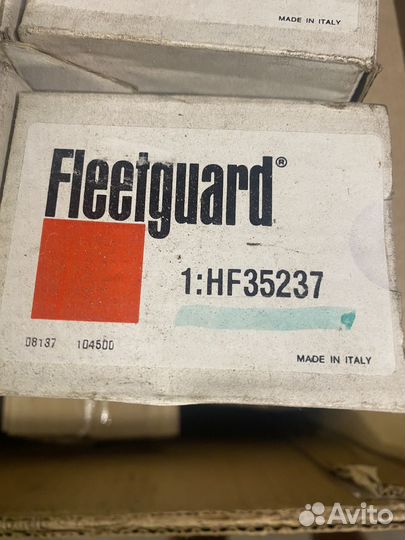 MADE IN ITALY
Fleetguard®
1:HF35237
08137 104500
MADE IN ITALY
Avito